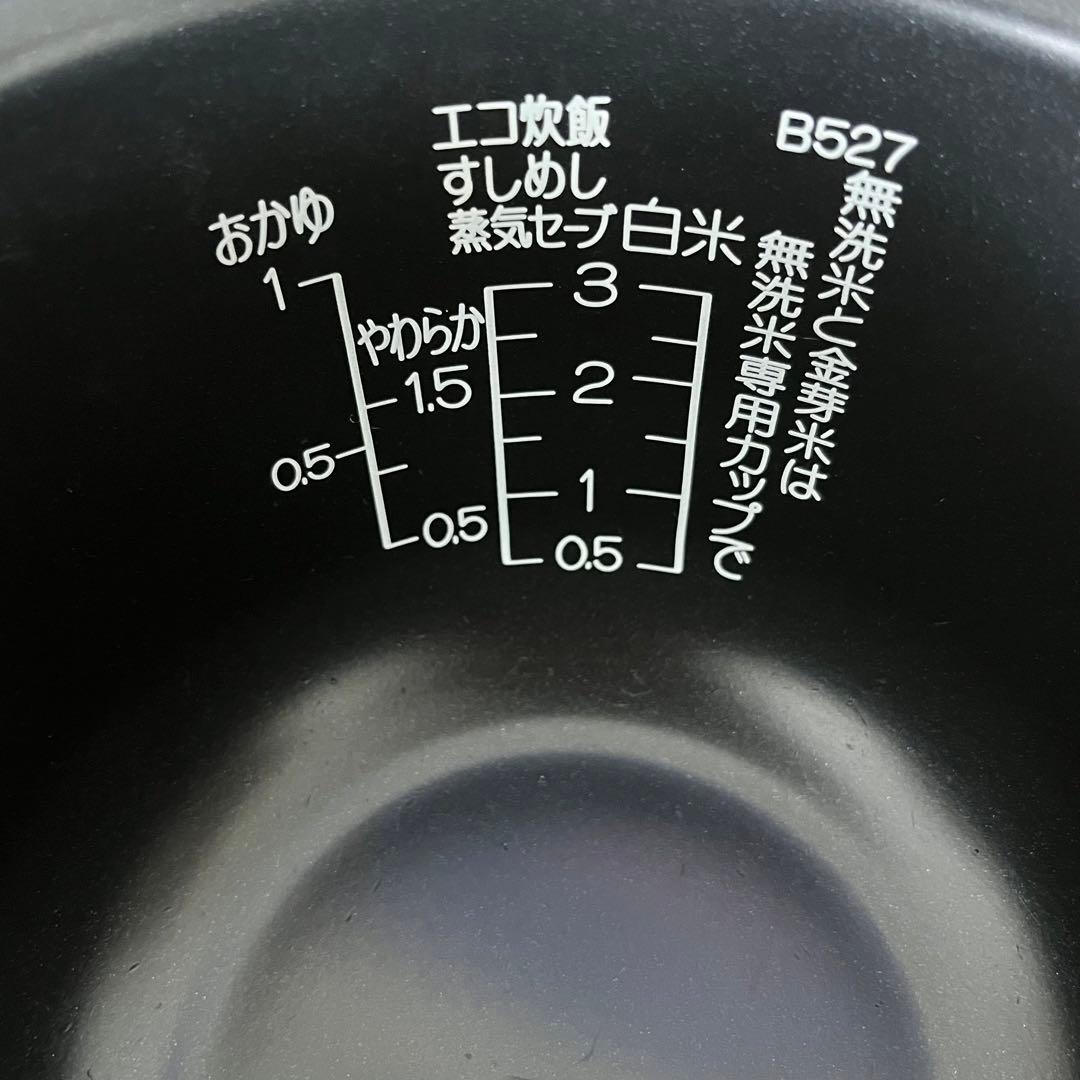 エコ炊飯
すしめし
蒸気セーブ
白米
B527
無洗米と金芽米は
無洗米専用カップで
おかゆ
1
0.5
やわらか
1.5
0.5
3
2
1
0.5